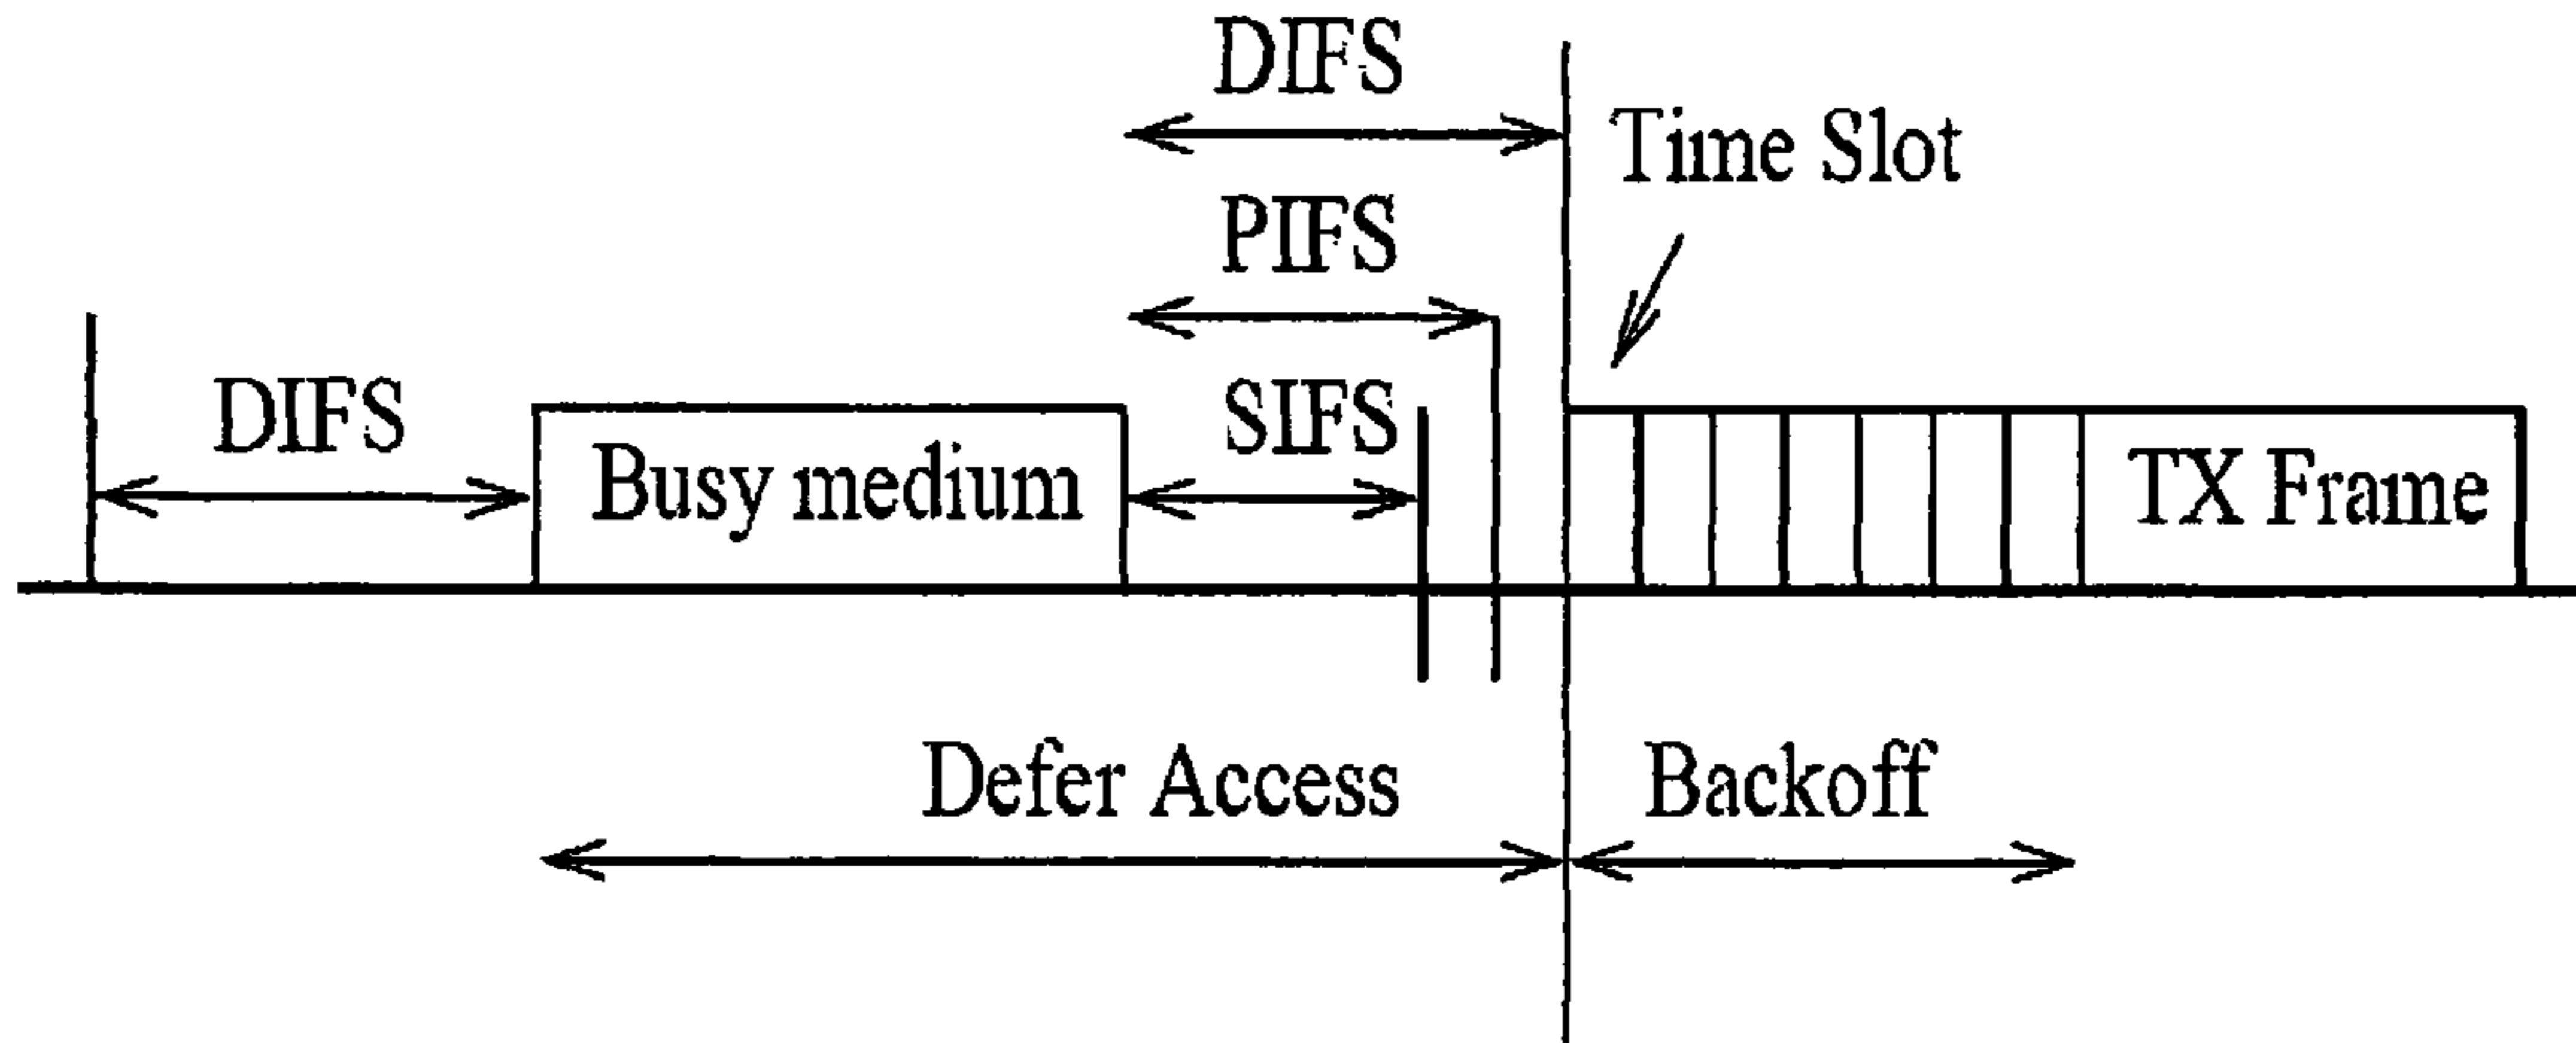 DIFS
Time Slot
PIFS
DIFS
SIFS
Busy medium
TX Frame
Defer Access
Backoff